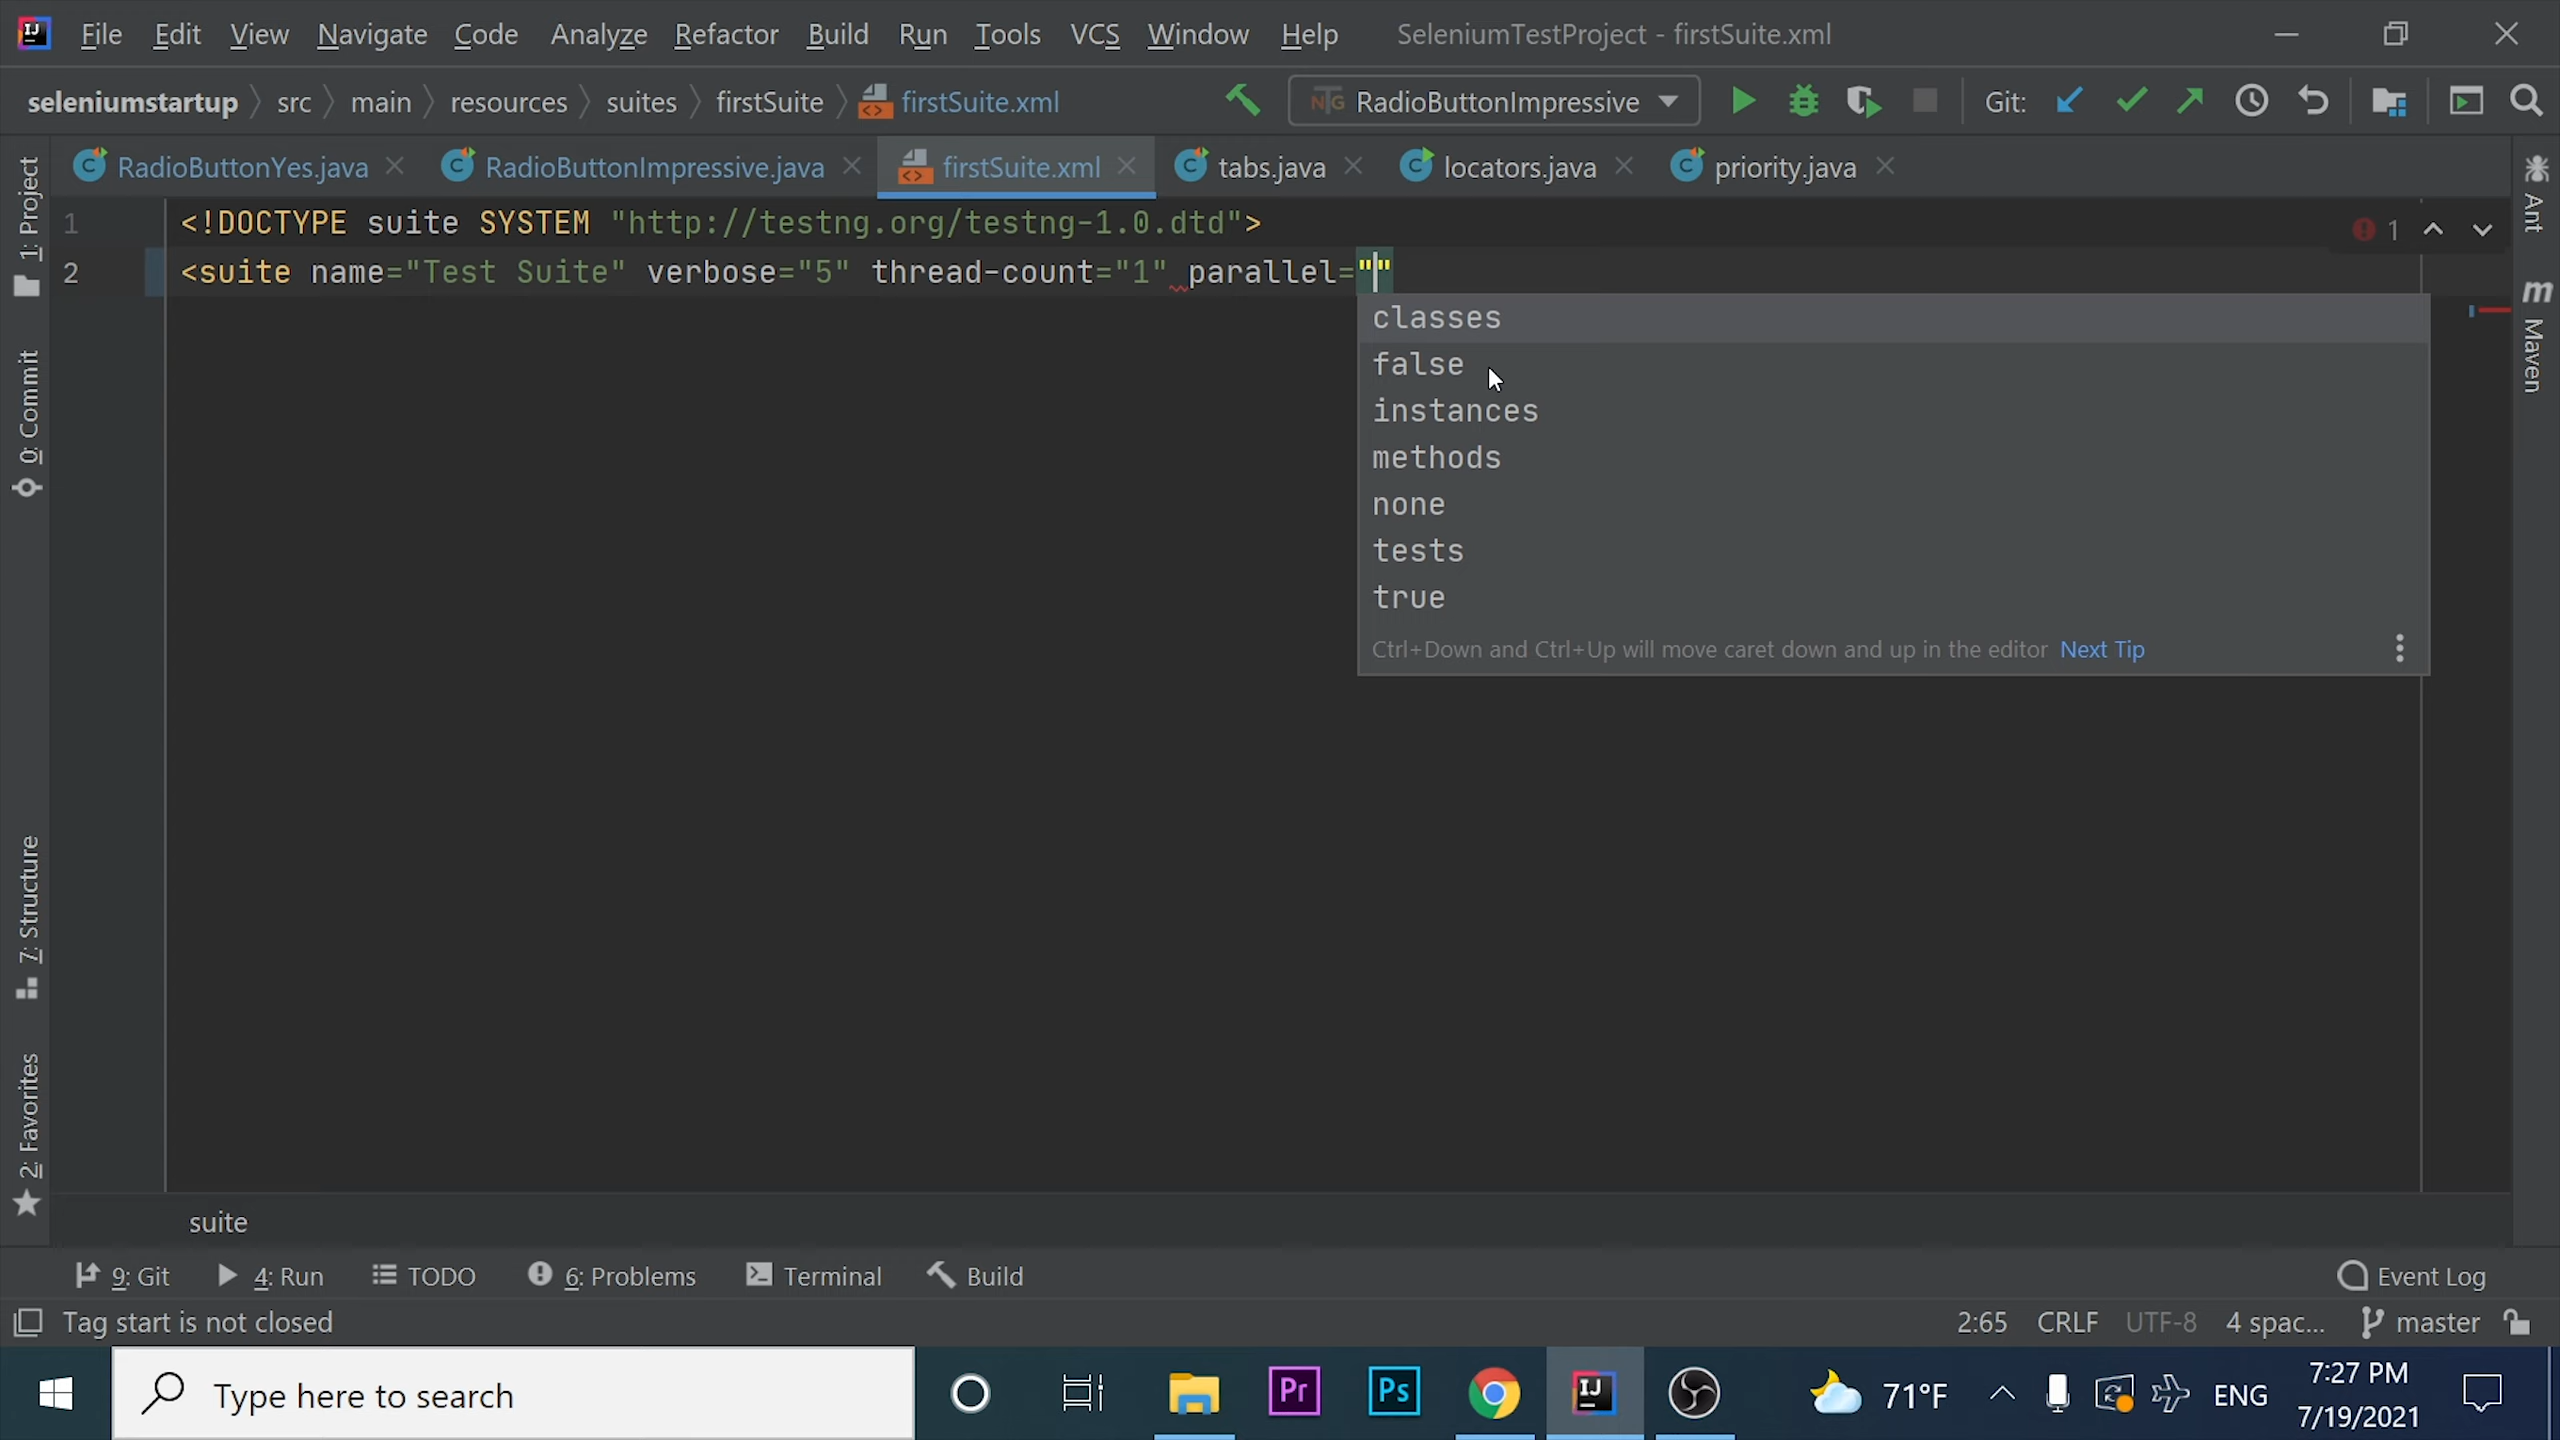 File Edit View Navigate Code Analyze Refactor Build Run Tools VCS Window Help SeleniumTestProject - firstSuite.xml
seleniumstartup src main resources suites firstSuite firstSuite.xml RadioButtonImpressive Git:
RadioButtonYes.java RadioButtonImpressive.java firstSuite.xml tabs.java locators.java priority.java
1 <!DOCTYPE suite SYSTEM "http://testng.org/testng-1.0.dtd">
1
2 <suite name="Test Suite" verbose="5" thread-count="1" parallel=""
classes
false
instances
methods
none
tests
true
Ctrl+Down and Ctrl+Up will move caret down and up in the editor Next Tip
1: Project
0: Commit
7: Structure
2: Favorites
Ant
m Maven
suite
9: Git 4: Run TODO 6: Problems Terminal Build Event Log
Tag start is not closed 2:65 CRLF UTF-8 4 spac... master
Type here to search Pr Ps IJ 71°F ENG 7:27 PM
7/19/2021